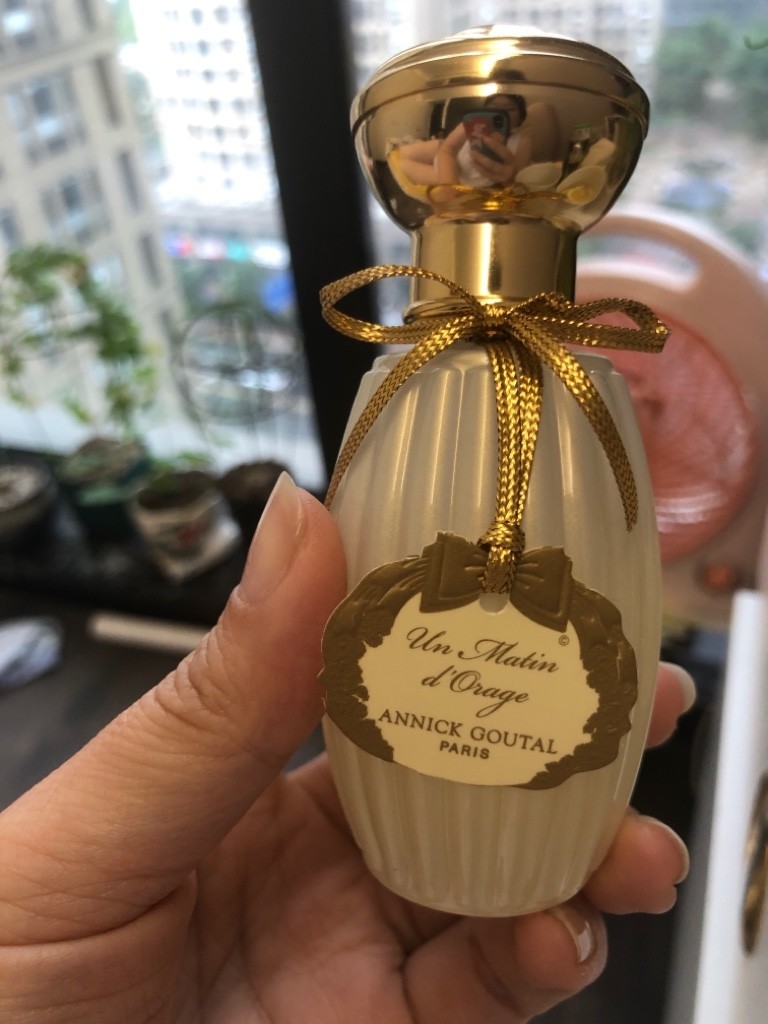 Un Matin
d'Orage
©
ANNICK GOUTAL
PARIS